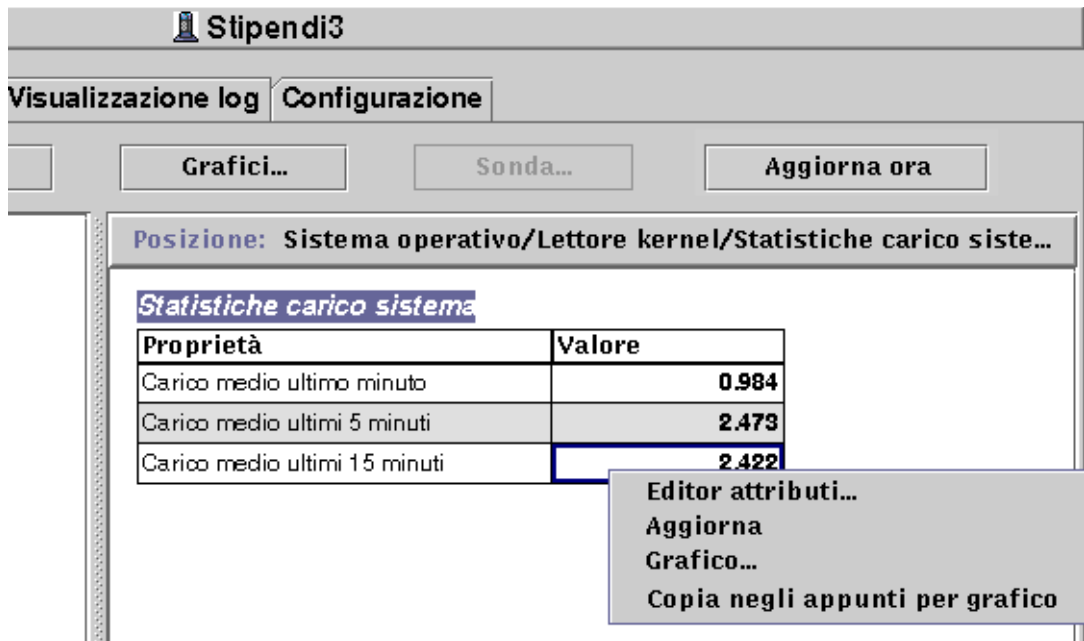 Stipendi3
Visualizzazione log Configurazione
Grafici... Sonda... Aggiorna ora
Posizione: Sistema operativo/Lettore kernel/Statistiche carico siste...
Statistiche carico sistema
Proprietà Valore
Carico medio ultimo minuto 0.984
Carico medio ultimi 5 minuti 2.473
Carico medio ultimi 15 minuti 2.422
Editor attributi...
Aggiorna
Grafico...
Copia negli appunti per grafico